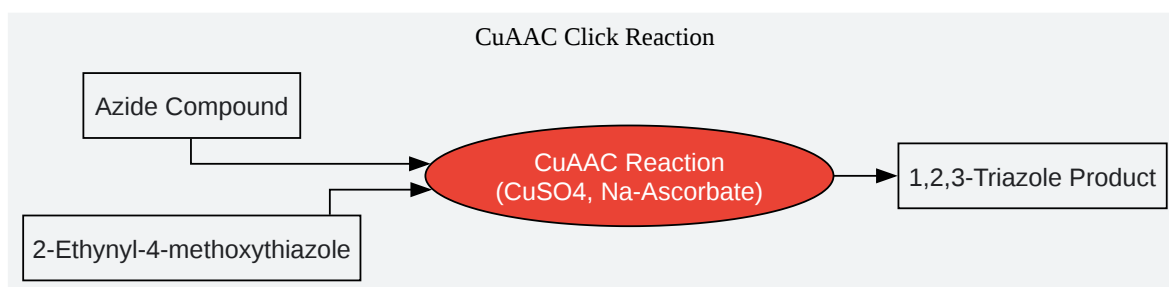 CuAAC Click Reaction
Azide Compound
2-Ethynyl-4-methoxythiazole
CuAAC Reaction
(CuSO4, Na-Ascorbate)
1,2,3-Triazole Product